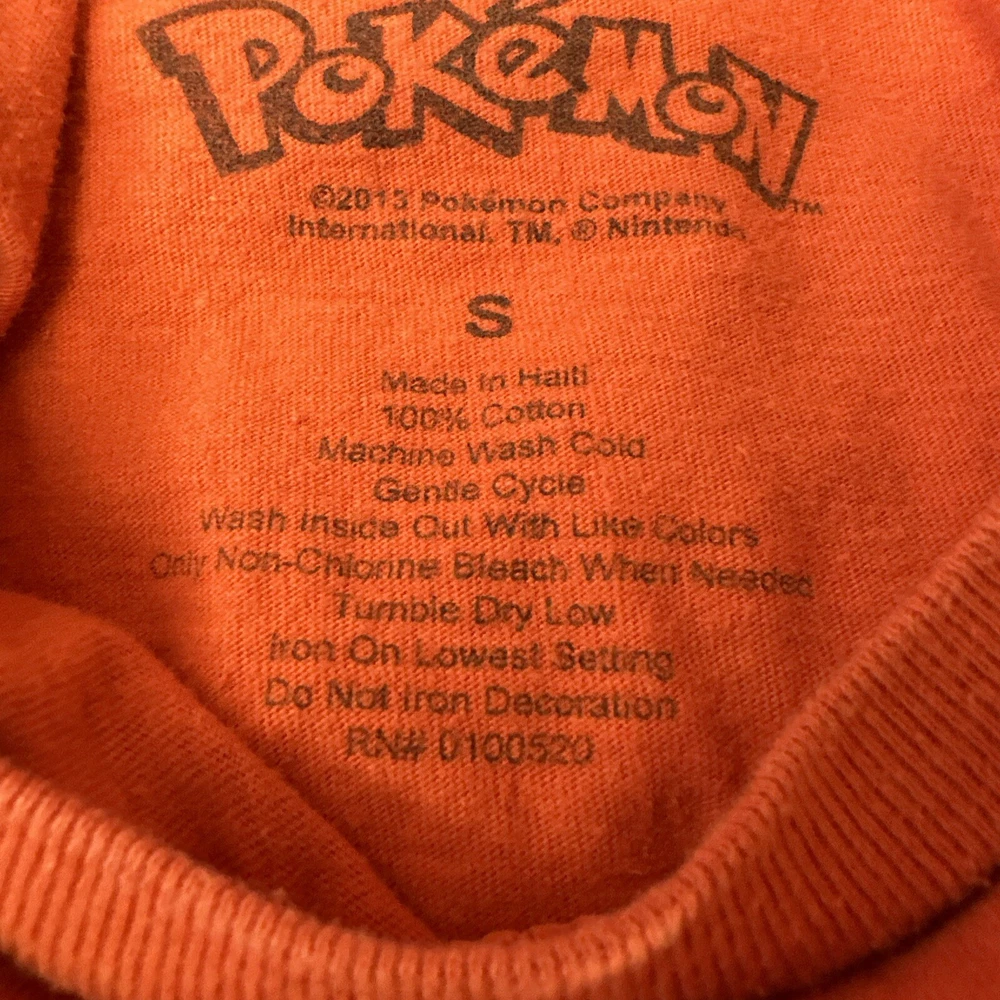 POKéMON TM
©2013 Pokémon Company
International. TM, ® Nintendo
S
Made in Haiti
100% Cotton
Machine Wash Cold
Gentle Cycle
Wash Inside Out With Like Colors
Only Non-Chlorine Bleach When Needed
Tumble Dry Low
Iron On Lowest Setting
Do Not Iron Decoration
RN# 0100520